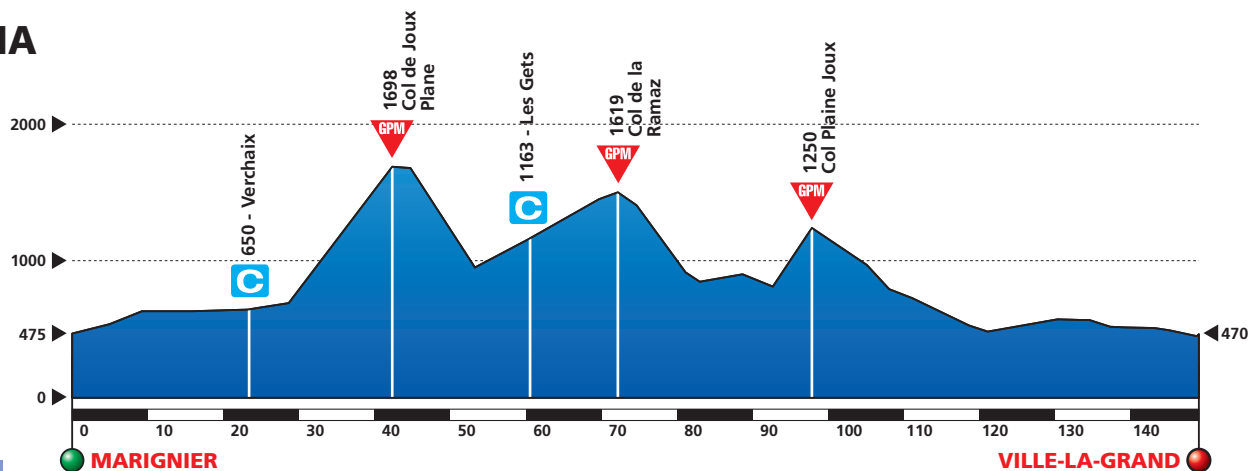 IA
2000
1000
475
0
470
650 - Verchaix
C
1698
Col de Joux
Plane
GPM
1163 - Les Gets
C
1619
Col de la
Ramaz
GPM
1250
Col Plaine Joux
GPM
0 10 20 30 40 50 60 70 80 90 100 110 120 130 140
MARIGNIER
VILLE-LA-GRAND